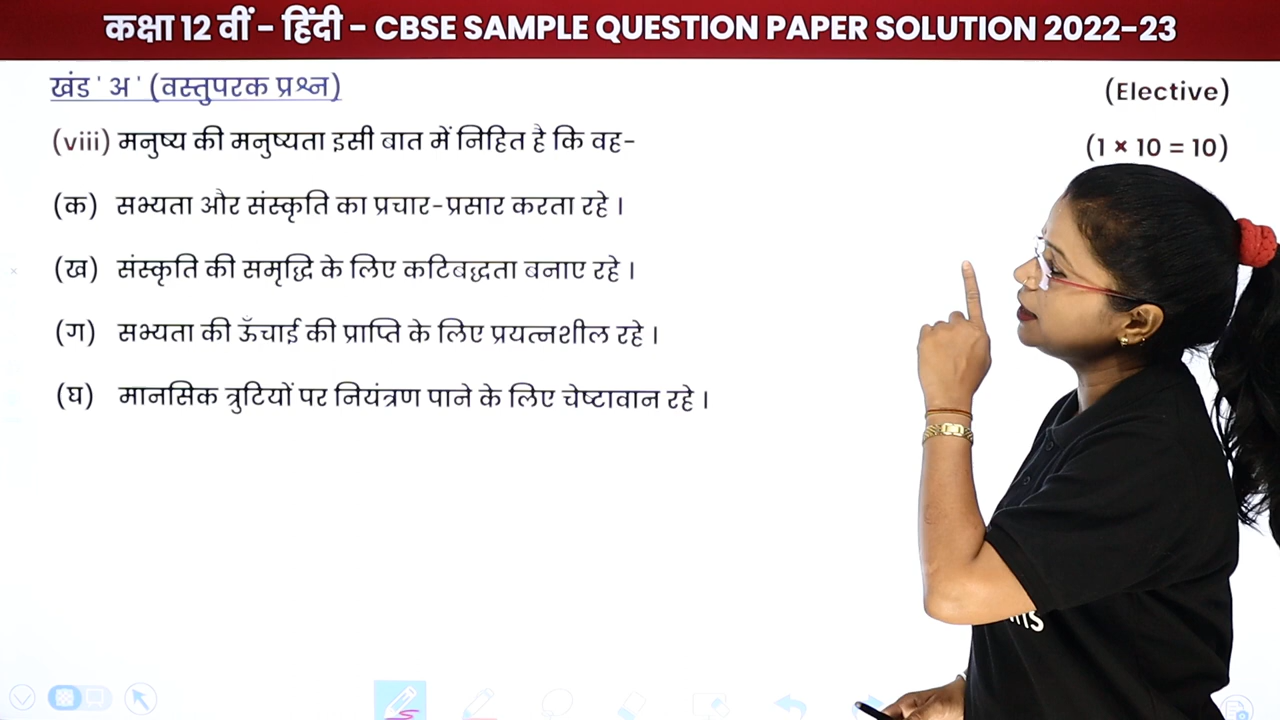 कक्षा 12 वीं - हिंदी - CBSE SAMPLE QUESTION PAPER SOLUTION 2022-23
खंड ' अ ' (वस्तुपरक प्रश्न)
(Elective)
(viii) मनुष्य की मनुष्यता इसी बात में निहित है कि वह-
(1 × 10 = 10)
(क) सभ्यता और संस्कृति का प्रचार-प्रसार करता रहे ।
(ख) संस्कृति की समृद्धि के लिए कटिबद्धता बनाए रहे ।
(ग) सभ्यता की ऊँचाई की प्राप्ति के लिए प्रयत्नशील रहे ।
(घ) मानसिक त्रुटियों पर नियंत्रण पाने के लिए चेष्टावान रहे ।